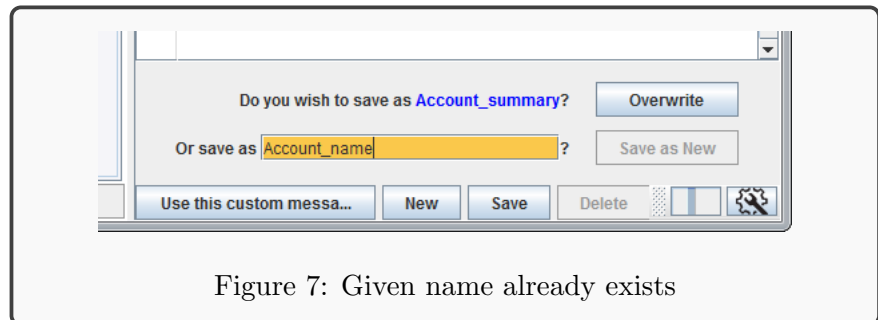 Do you wish to save as Account_summary? Overwrite
Or save as Account_name ? Save as New
Use this custom messa... New Save Delete
Figure 7: Given name already exists